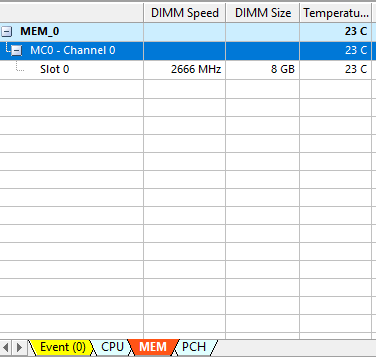 DIMM Speed DIMM Size Temperatu...
MEM_0 23 C
MC0 - Channel 0 23 C
Slot 0 2666 MHz 8 GB 23 C
Event (0) CPU MEM PCH